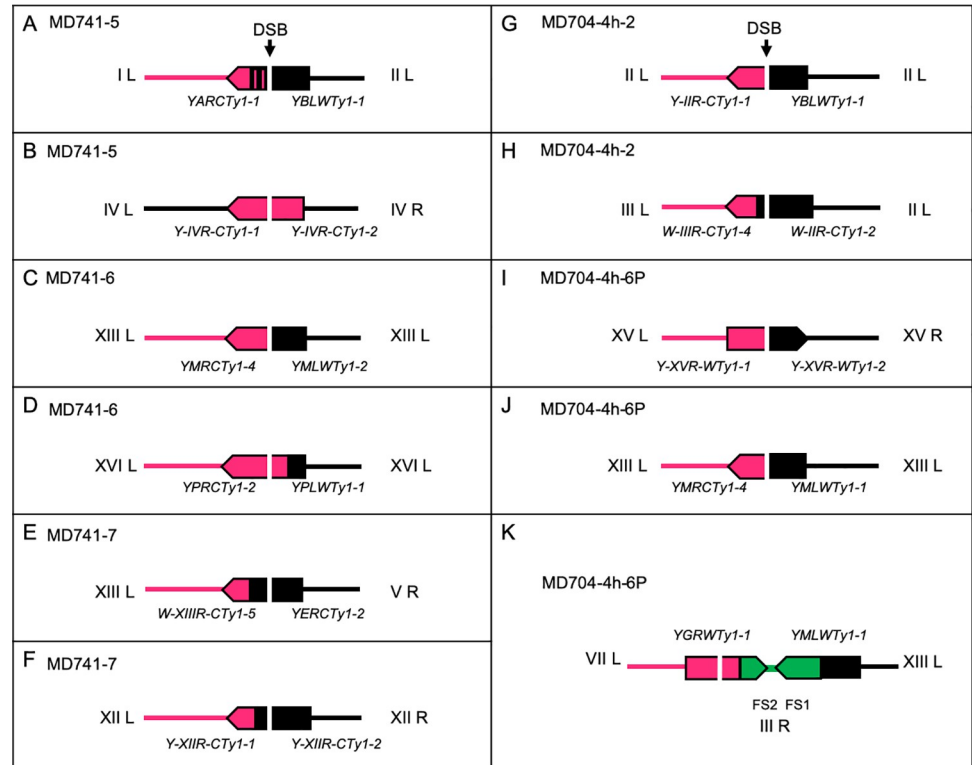 A MD741-5
DSB
I L II L
YARCTy1-1 YBLWTy1-1
B MD741-5
IV L IV R
Y-IVR-CTy1-1 Y-IVR-CTy1-2
C MD741-6
XIII L XIII L
YMRCTy1-4 YMLWTy1-2
D MD741-6
XVI L XVI L
YPRCTy1-2 YPLWTy1-1
E MD741-7
XIII L V R
W-XIIIR-CTy1-5 YERCTy1-2
F MD741-7
XII L XII R
Y-XIIR-CTy1-1 Y-XIIR-CTy1-2
G MD704-4h-2
DSB
II L II L
Y-IIR-CTy1-1 YBLWTy1-1
H MD704-4h-2
III L II L
W-IIIR-CTy1-4 W-IIR-CTy1-2
I MD704-4h-6P
XV L XV R
Y-XVR-WTy1-1 Y-XVR-WTy1-2
J MD704-4h-6P
XIII L XIII L
YMRCTy1-4 YMLWTy1-1
K
MD704-4h-6P
YGRWTy1-1 YMLWTy1-1
VII L XIII L
FS2 FS1
III R